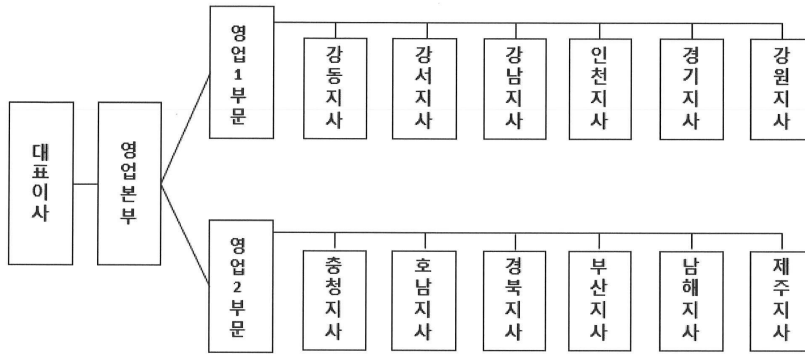 대표이사
영업본부
영업1부문
강동지사
강서지사
강남지사
인천지사
경기지사
강원지사
영업2부문
충청지사
호남지사
경북지사
부산지사
남해지사
제주지사